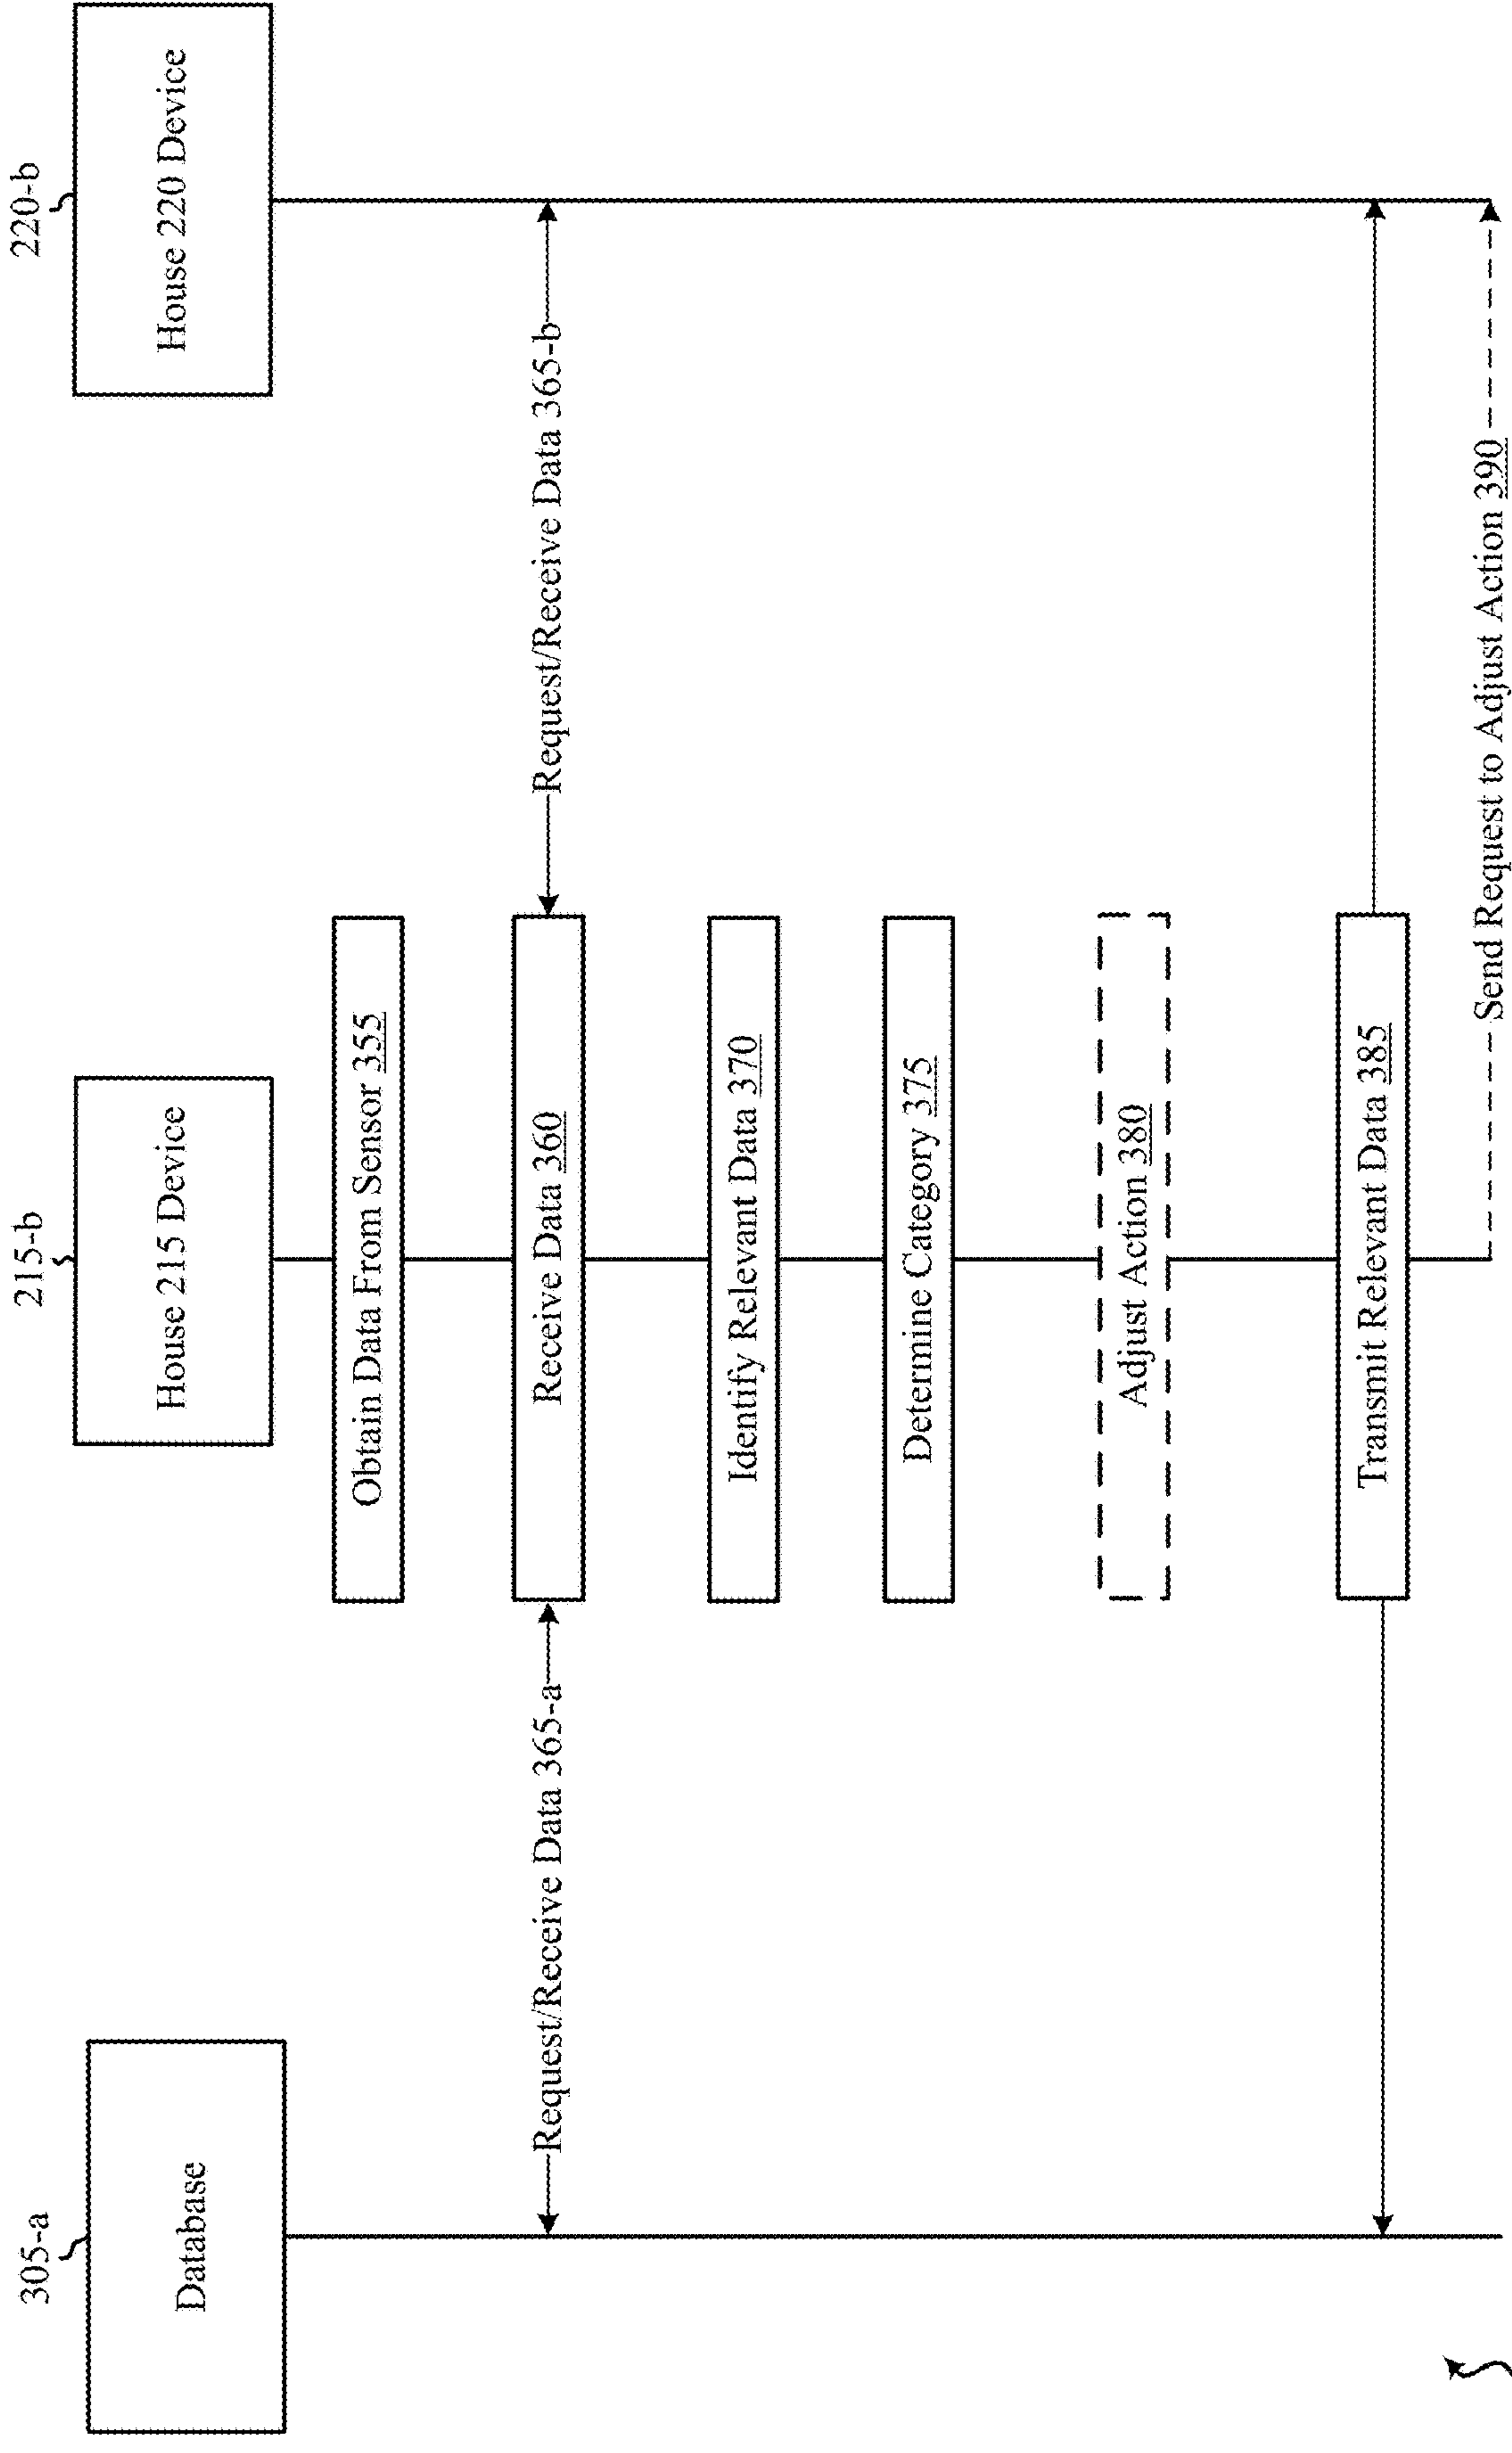 305-a
215-b
220-b
Database
House 215 Device
House 220 Device
Obtain Data From Sensor 355
Request/Receive Data 365-a
Receive Data 360
Request/Receive Data 365-b
Identify Relevant Data 370
Determine Category 375
Adjust Action 380
Transmit Relevant Data 385
Send Request to Adjust Action 390